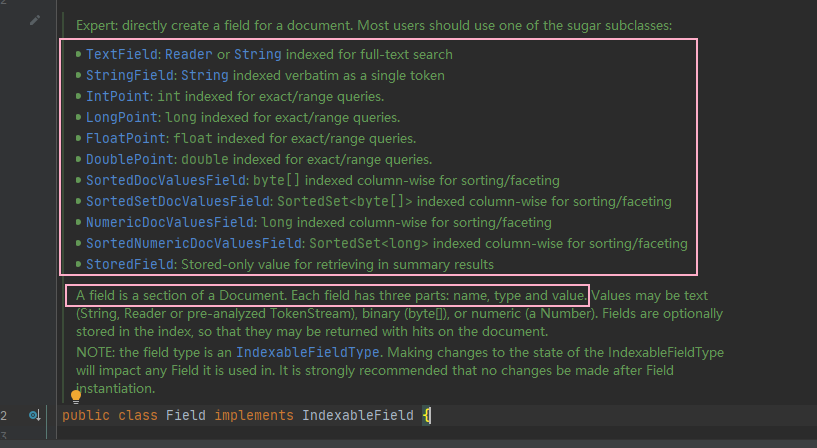 Expert: directly create a field for a document. Most users should use one of the sugar subclasses:
• TextField: Reader or String indexed for full-text search
• StringField: String indexed verbatim as a single token
• IntPoint: int indexed for exact/range queries.
• LongPoint: long indexed for exact/range queries.
• FloatPoint: float indexed for exact/range queries.
• DoublePoint: double indexed for exact/range queries.
• SortedDocValuesField: byte[] indexed column-wise for sorting/faceting
• SortedSetDocValuesField: SortedSet<byte[]> indexed column-wise for sorting/faceting
• NumericDocValuesField: long indexed column-wise for sorting/faceting
• SortedNumericDocValuesField: SortedSet<long> indexed column-wise for sorting/faceting
• StoredField: Stored-only value for retrieving in summary results
A field is a section of a Document. Each field has three parts: name, type and value. Values may be text
(String, Reader or pre-analyzed TokenStream), binary (byte[]), or numeric (a Number). Fields are optionally
stored in the index, so that they may be returned with hits on the document.
NOTE: the field type is an IndexableFieldType. Making changes to the state of the IndexableFieldType
will impact any Field it is used in. It is strongly recommended that no changes be made after Field
instantiation.
2 public class Field implements IndexableField {